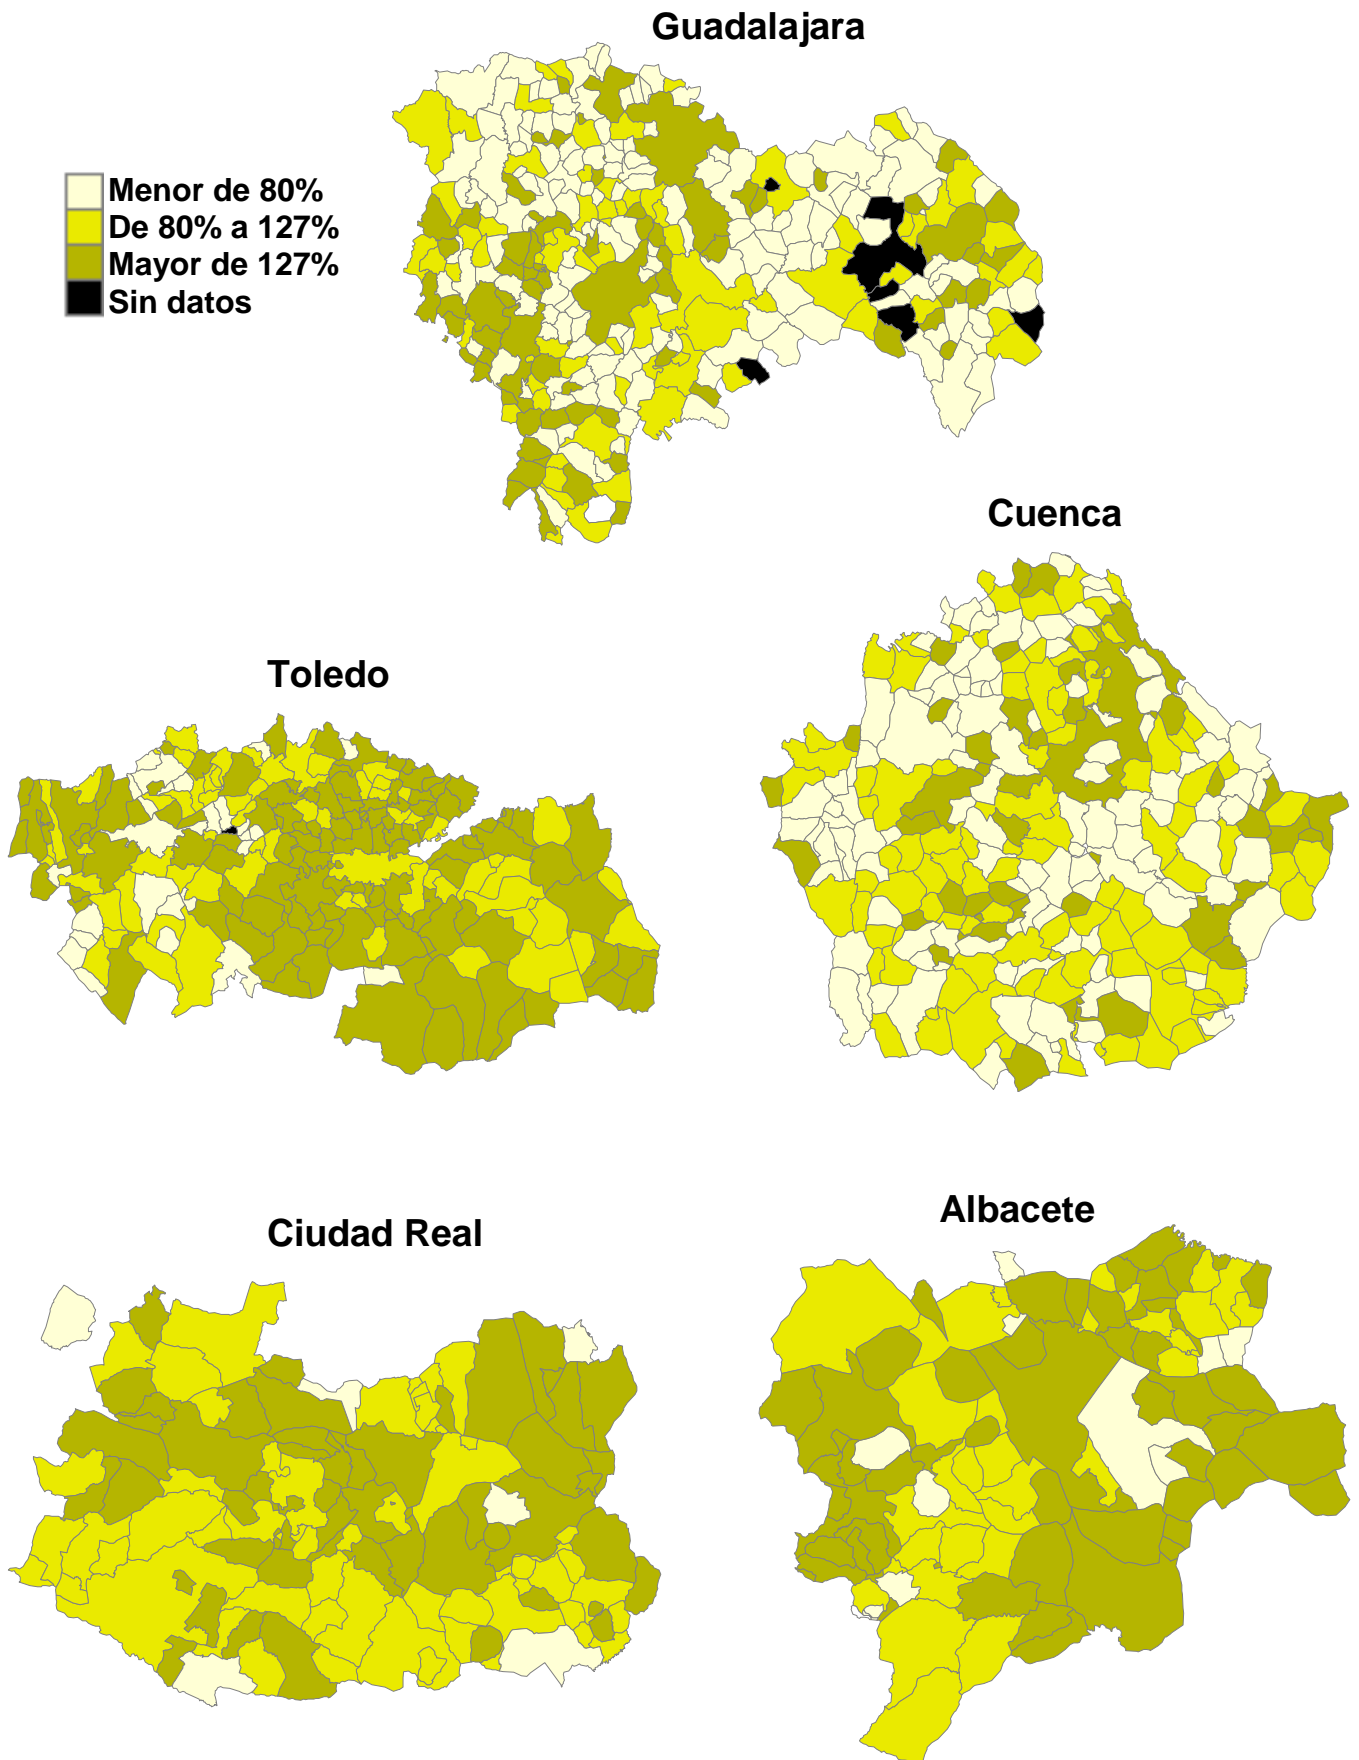 Guadalajara
Menor de 80%
De 80% a 127%
Mayor de 127%
Sin datos
Cuenca
Toledo
Albacete
Ciudad Real